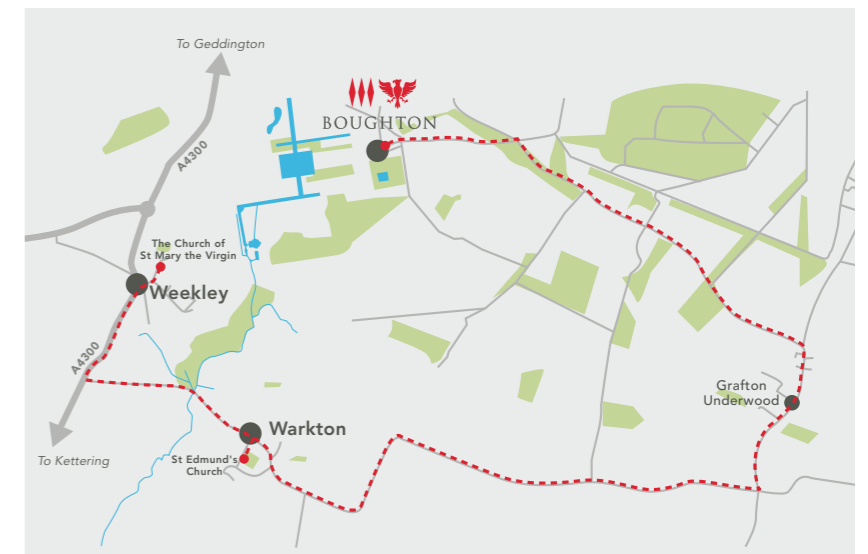 To Geddington
BOUGHTON
A4300
The Church of
St Mary the Virgin
Weekley
A4300
Grafton
Underwood
Warkton
To Kettering
St Edmund's
Church